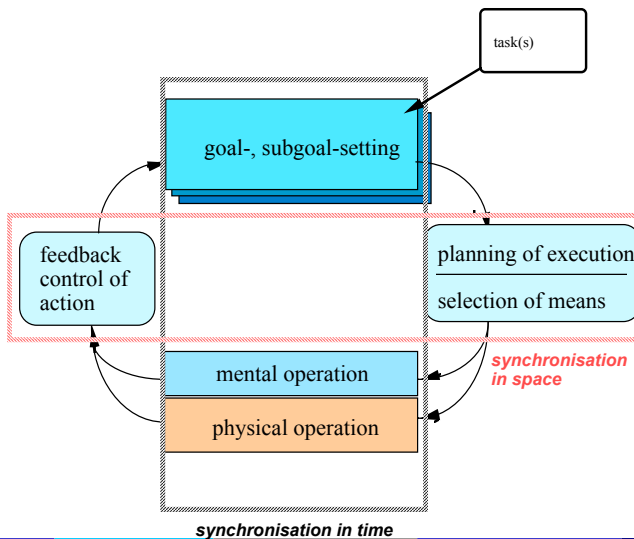 task(s)
goal-, subgoal-setting
feedback
control of
action
planning of execution
selection of means
synchronisation
in space
mental operation
physical operation
synchronisation in time